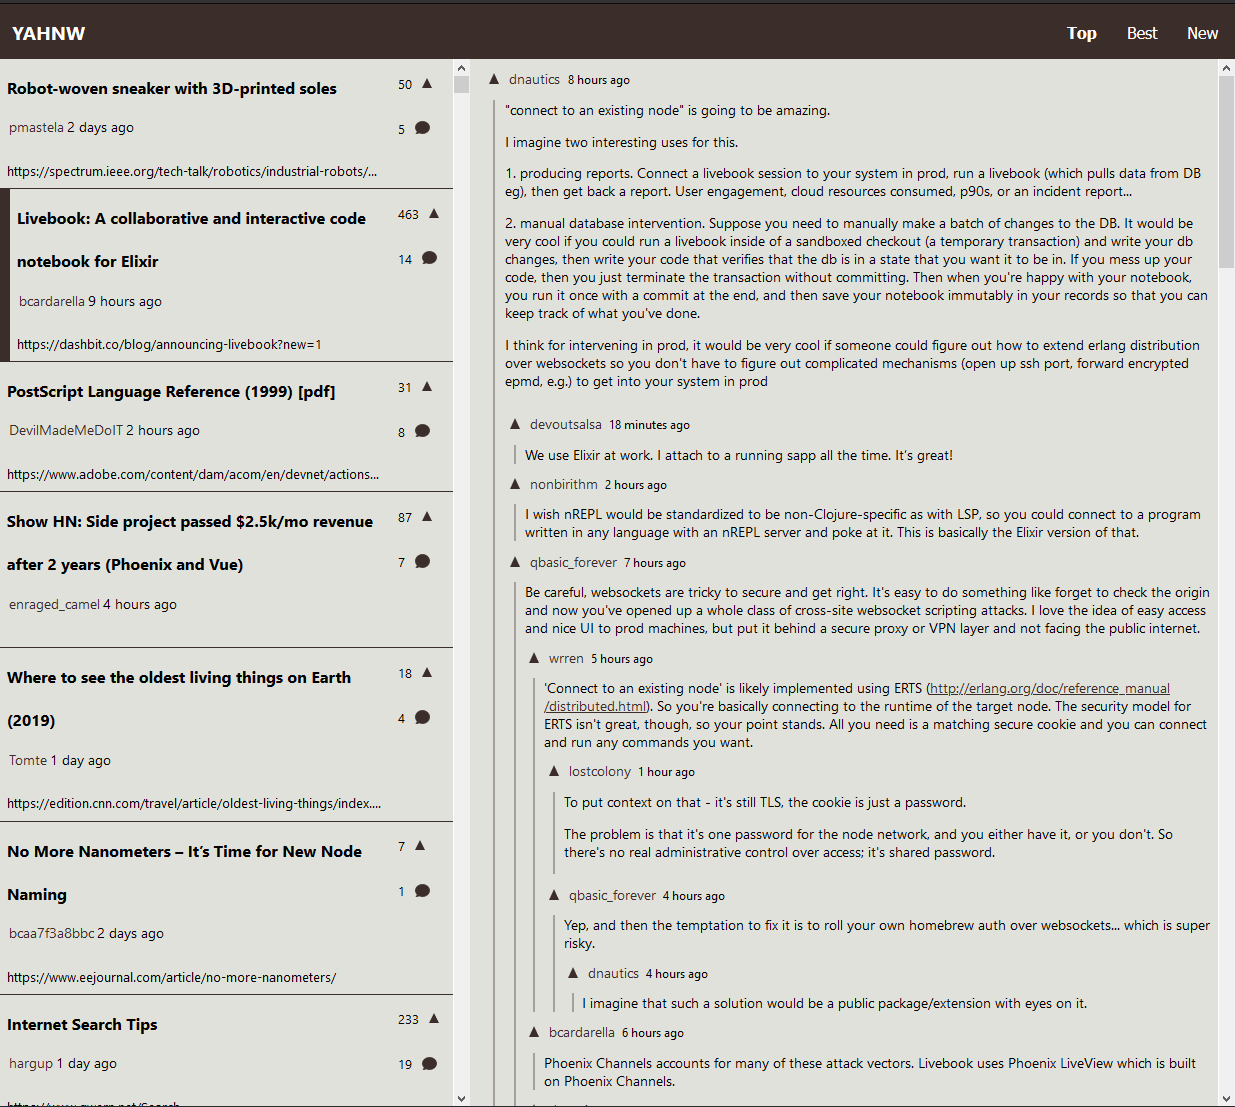 YAHNW
Top
Best
New
Robot-woven sneaker with 3D-printed soles
50
pmastela 2 days ago
5
https://spectrum.ieee.org/tech-talk/robotics/industrial-robots/...
Livebook: A collaborative and interactive code
notebook for Elixir
463
14
bcardarella 9 hours ago
https://dashbit.co/blog/announcing-livebook?new=1
PostScript Language Reference (1999) [pdf]
31
DevilMadeMeDoIT 2 hours ago
8
https://www.adobe.com/content/dam/acom/en/devnet/actions...
Show HN: Side project passed $2.5k/mo revenue
after 2 years (Phoenix and Vue)
87
7
enraged_camel 4 hours ago
Where to see the oldest living things on Earth
(2019)
18
4
Tomte 1 day ago
https://edition.cnn.com/travel/article/oldest-living-things/index....
No More Nanometers – It’s Time for New Node
Naming
7
1
bcaa7f3a8bbc 2 days ago
https://www.eejournal.com/article/no-more-nanometers/
Internet Search Tips
233
hargup 1 day ago
19
dnautics 8 hours ago
"connect to an existing node" is going to be amazing.
I imagine two interesting uses for this.
1. producing reports. Connect a livebook session to your system in prod, run a livebook (which pulls data from DB
eg), then get back a report. User engagement, cloud resources consumed, p90s, or an incident report...
2. manual database intervention. Suppose you need to manually make a batch of changes to the DB. It would be
very cool if you could run a livebook inside of a sandboxed checkout (a temporary transaction) and write your db
changes, then write your code that verifies that the db is in a state that you want it to be in. If you mess up your
code, then you just terminate the transaction without committing. Then when you're happy with your notebook,
you run it once with a commit at the end, and then save your notebook immutably in your records so that you can
keep track of what you've done.
I think for intervening in prod, it would be very cool if someone could figure out how to extend erlang distribution
over websockets so you don't have to figure out complicated mechanisms (open up ssh port, forward encrypted
epmd, e.g.) to get into your system in prod
devoutsalsa 18 minutes ago
We use Elixir at work. I attach to a running sapp all the time. It’s great!
nonbirithm 2 hours ago
I wish nREPL would be standardized to be non-Clojure-specific as with LSP, so you could connect to a program
written in any language with an nREPL server and poke at it. This is basically the Elixir version of that.
qbasic_forever 7 hours ago
Be careful, websockets are tricky to secure and get right. It's easy to do something like forget to check the origin
and now you've opened up a whole class of cross-site websocket scripting attacks. I love the idea of easy access
and nice UI to prod machines, but put it behind a secure proxy or VPN layer and not facing the public internet.
wrren 5 hours ago
'Connect to an existing node' is likely implemented using ERTS (http://erlang.org/doc/reference_manual
/distributed.html). So you're basically connecting to the runtime of the target node. The security model for
ERTS isn't great, though, so your point stands. All you need is a matching secure cookie and you can connect
and run any commands you want.
lostcolony 1 hour ago
To put context on that - it's still TLS, the cookie is just a password.
The problem is that it's one password for the node network, and you either have it, or you don't. So
there's no real administrative control over access; it's shared password.
qbasic_forever 4 hours ago
Yep, and then the temptation to fix it is to roll your own homebrew auth over websockets... which is super
risky.
dnautics 4 hours ago
I imagine that such a solution would be a public package/extension with eyes on it.
bcardarella 6 hours ago
Phoenix Channels accounts for many of these attack vectors. Livebook uses Phoenix LiveView which is built
on Phoenix Channels.